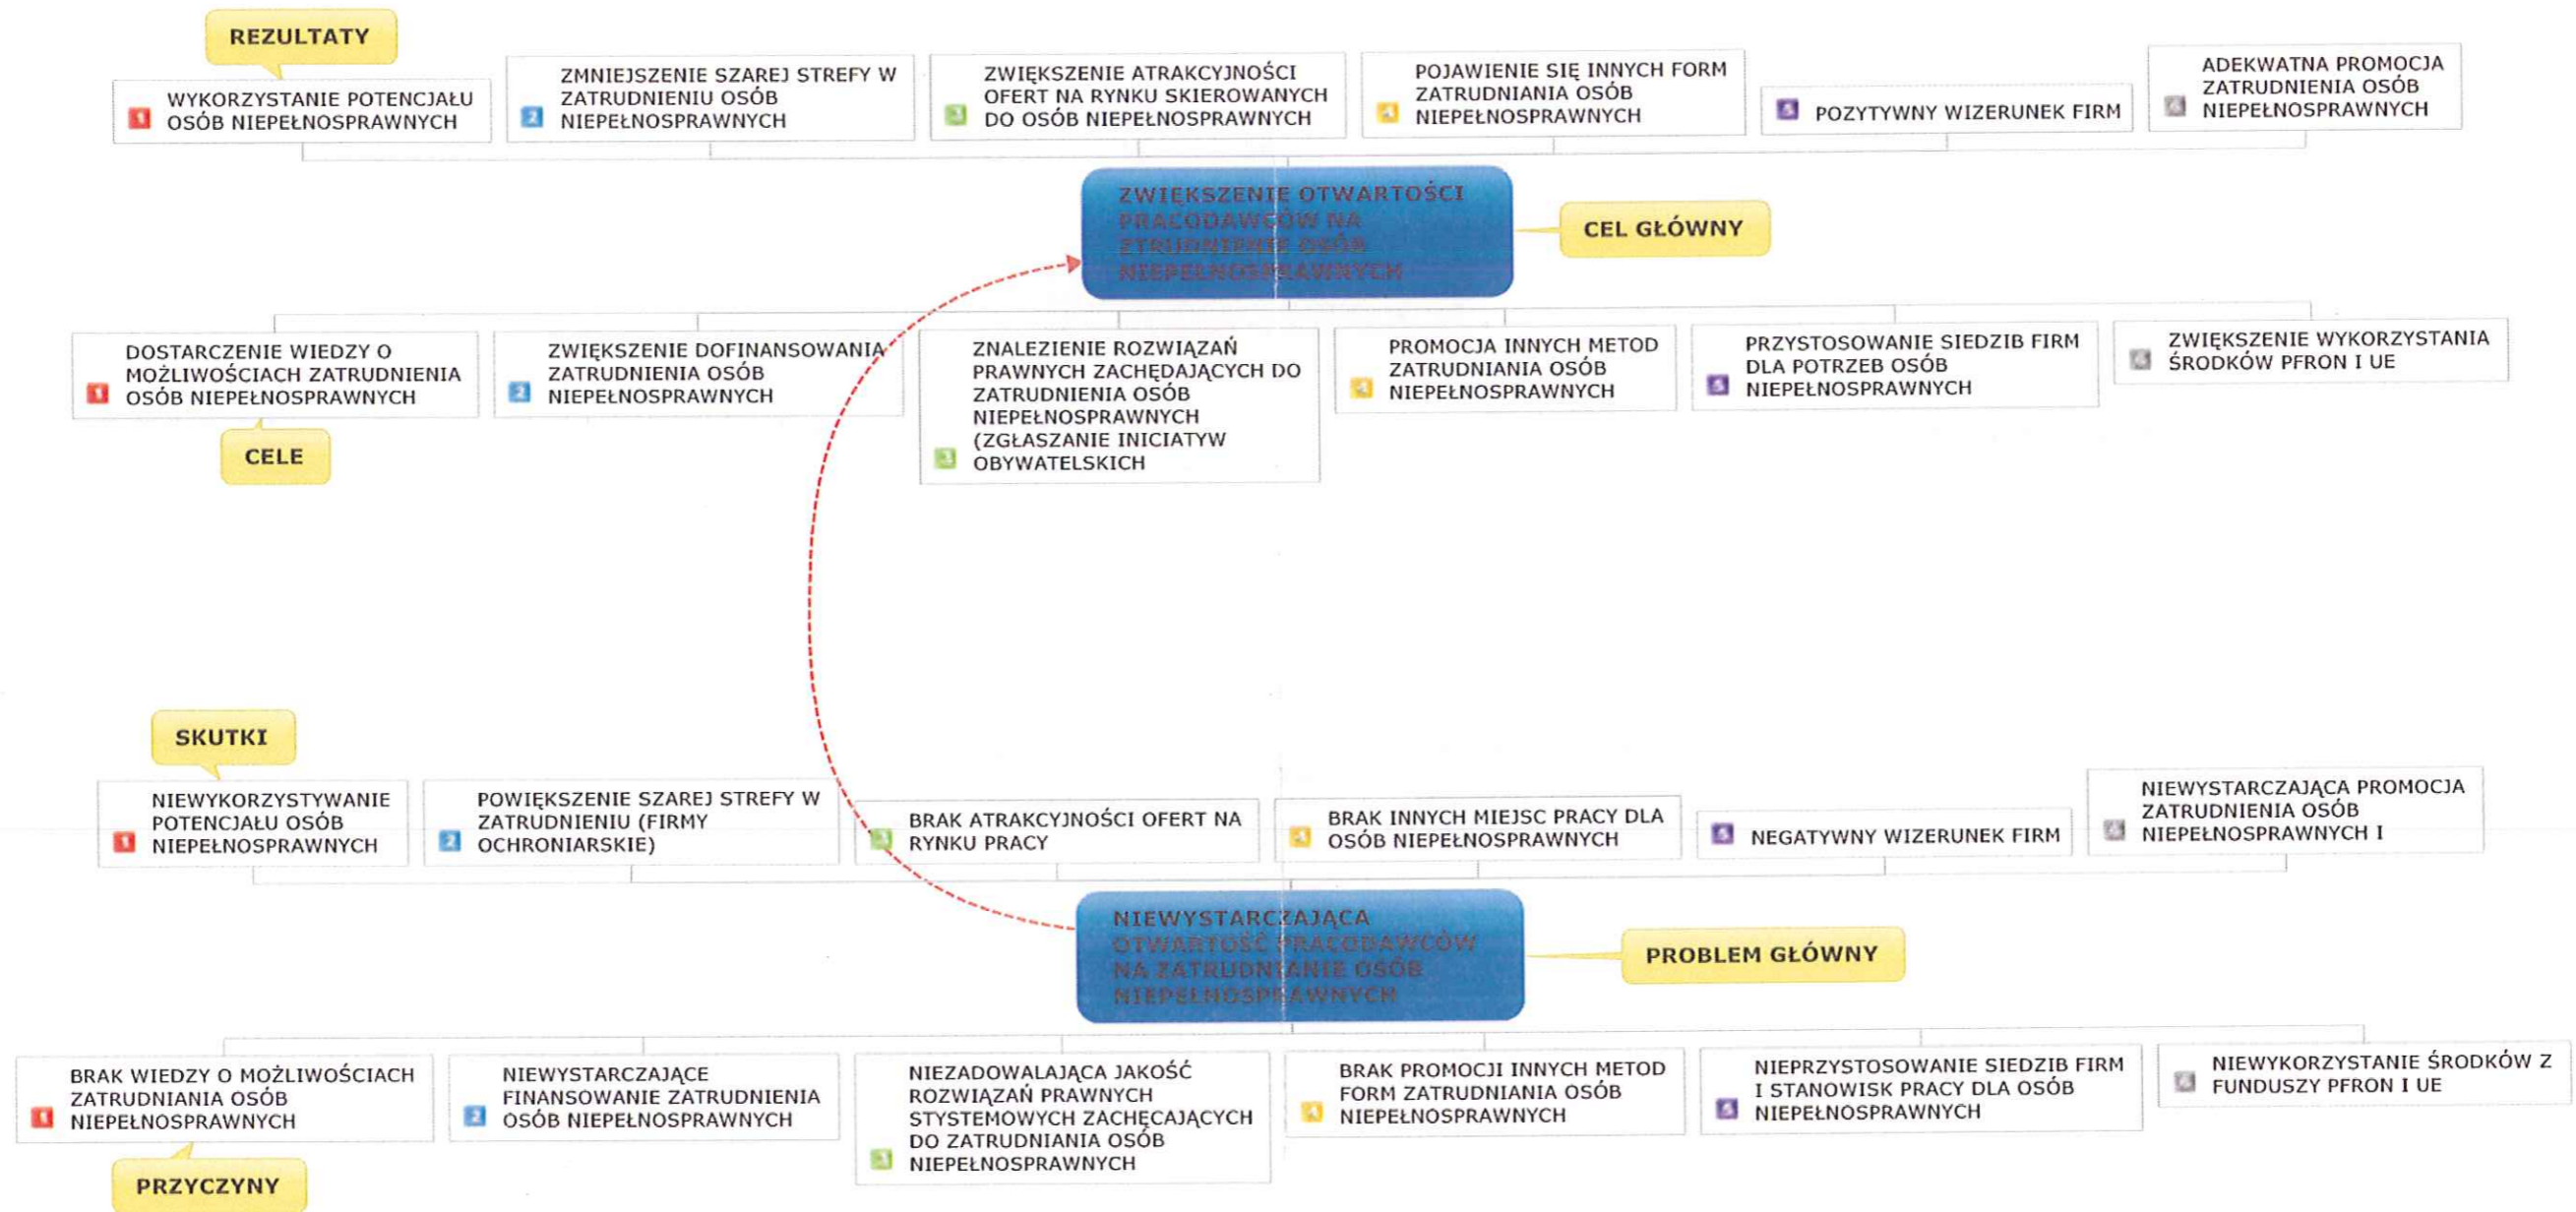 REZULTATY
WYKORZYSTANIE POTENCJAŁU
OSÓB NIEPEŁNOSPRAWNYCH
ZMNIEJSZENIE SZAREJ STREFY W
ZATRUDNIENIU OSÓB
NIEPEŁNOSPRAWNYCH
ZWIĘKSZENIE ATRAKCYJNOŚCI
OFERT NA RYNKU SKIEROWANYCH
DO OSÓB NIEPEŁNOSPRAWNYCH
POJAWIENIE SIĘ INNYCH FORM
ZATRUDNIANIA OSÓB
NIEPEŁNOSPRAWNYCH
POZYTYWNY WIZERUNEK FIRM
ADEKWATNA PROMOCJA
ZATRUDNIENIA OSÓB
NIEPEŁNOSPRAWNYCH
ZWIĘKSZENIE OTWARTOŚCI
PRACODAWCÓW NA
ZTRUDNIENIE OSÓB
NIEPEŁNOSPRAWNYCH
CEL GŁÓWNY
DOSTARCZENIE WIEDZY O
MOŻLIWOŚCIACH ZATRUDNIENIA
OSÓB NIEPEŁNOSPRAWNYCH
CELE
ZWIĘKSZENIE DOFINANSOWANIA
ZATRUDNIENIA OSÓB
NIEPEŁNOSPRAWNYCH
ZNALEZIENIE ROZWIĄZAŃ
PRAWNYCH ZACHĘDAJĄCYCH DO
ZATRUDNIENIA OSÓB
NIEPEŁNOSPRAWNYCH
(ZGŁASZANIE INICIATYW
OBYWATELSKICH
PROMOCJA INNYCH METOD
ZATRUDNIANIA OSÓB
NIEPEŁNOSPRAWNYCH
PRZYSTOSOWANIE SIEDZIB FIRM
DLA POTRZEB OSÓB
NIEPEŁNOSPRAWNYCH
ZWIĘKSZENIE WYKORZYSTANIA
ŚRODKÓW PFRON I UE
SKUTKI
NIEWYKORZYSTYWANIE
POTENCJAŁU OSÓB
NIEPEŁNOSPRAWNYCH
POWIĘKSZENIE SZAREJ STREFY W
ZATRUDNIENIU (FIRMY
OCHRONIARSKIE)
BRAK ATRAKCYJNOŚCI OFERT NA
RYNKU PRACY
BRAK INNYCH MIEJSC PRACY DLA
OSÓB NIEPEŁNOSPRAWNYCH
NEGATYWNY WIZERUNEK FIRM
NIEWYSTARCZAJĄCA PROMOCJA
ZATRUDNIENIA OSÓB
NIEPEŁNOSPRAWNYCH I
NIEWYSTARCZAJĄCA
OTWARTOŚĆ PRACODAWCÓW
NA ZATRUDNIANIE OSÓB
NIEPEŁNOSPRAWNYCH
PROBLEM GŁÓWNY
BRAK WIEDZY O MOŻLIWOŚCIACH
ZATRUDNIANIA OSÓB
NIEPEŁNOSPRAWNYCH
PRZYCZYNY
NIEWYSTARCZAJĄCE
FINANSOWANIE ZATRUDNIENIA
OSÓB NIEPEŁNOSPRAWNYCH
NIEZADOWALAJĄCA JAKOŚĆ
ROZWIĄZAŃ PRAWNYCH
STYSTEMOWYCH ZACHĘCAJĄCYCH
DO ZATRUDNIANIA OSÓB
NIEPEŁNOSPRAWNYCH
BRAK PROMOCJI INNYCH METOD
FORM ZATRUDNIANIA OSÓB
NIEPEŁNOSPRAWNYCH
NIEPRZYSTOSOWANIE SIEDZIB FIRM
I STANOWISK PRACY DLA OSÓB
NIEPEŁNOSPRAWNYCH
NIEWYKORZYSTANIE ŚRODKÓW Z
FUNDUSZY PFRON I UE